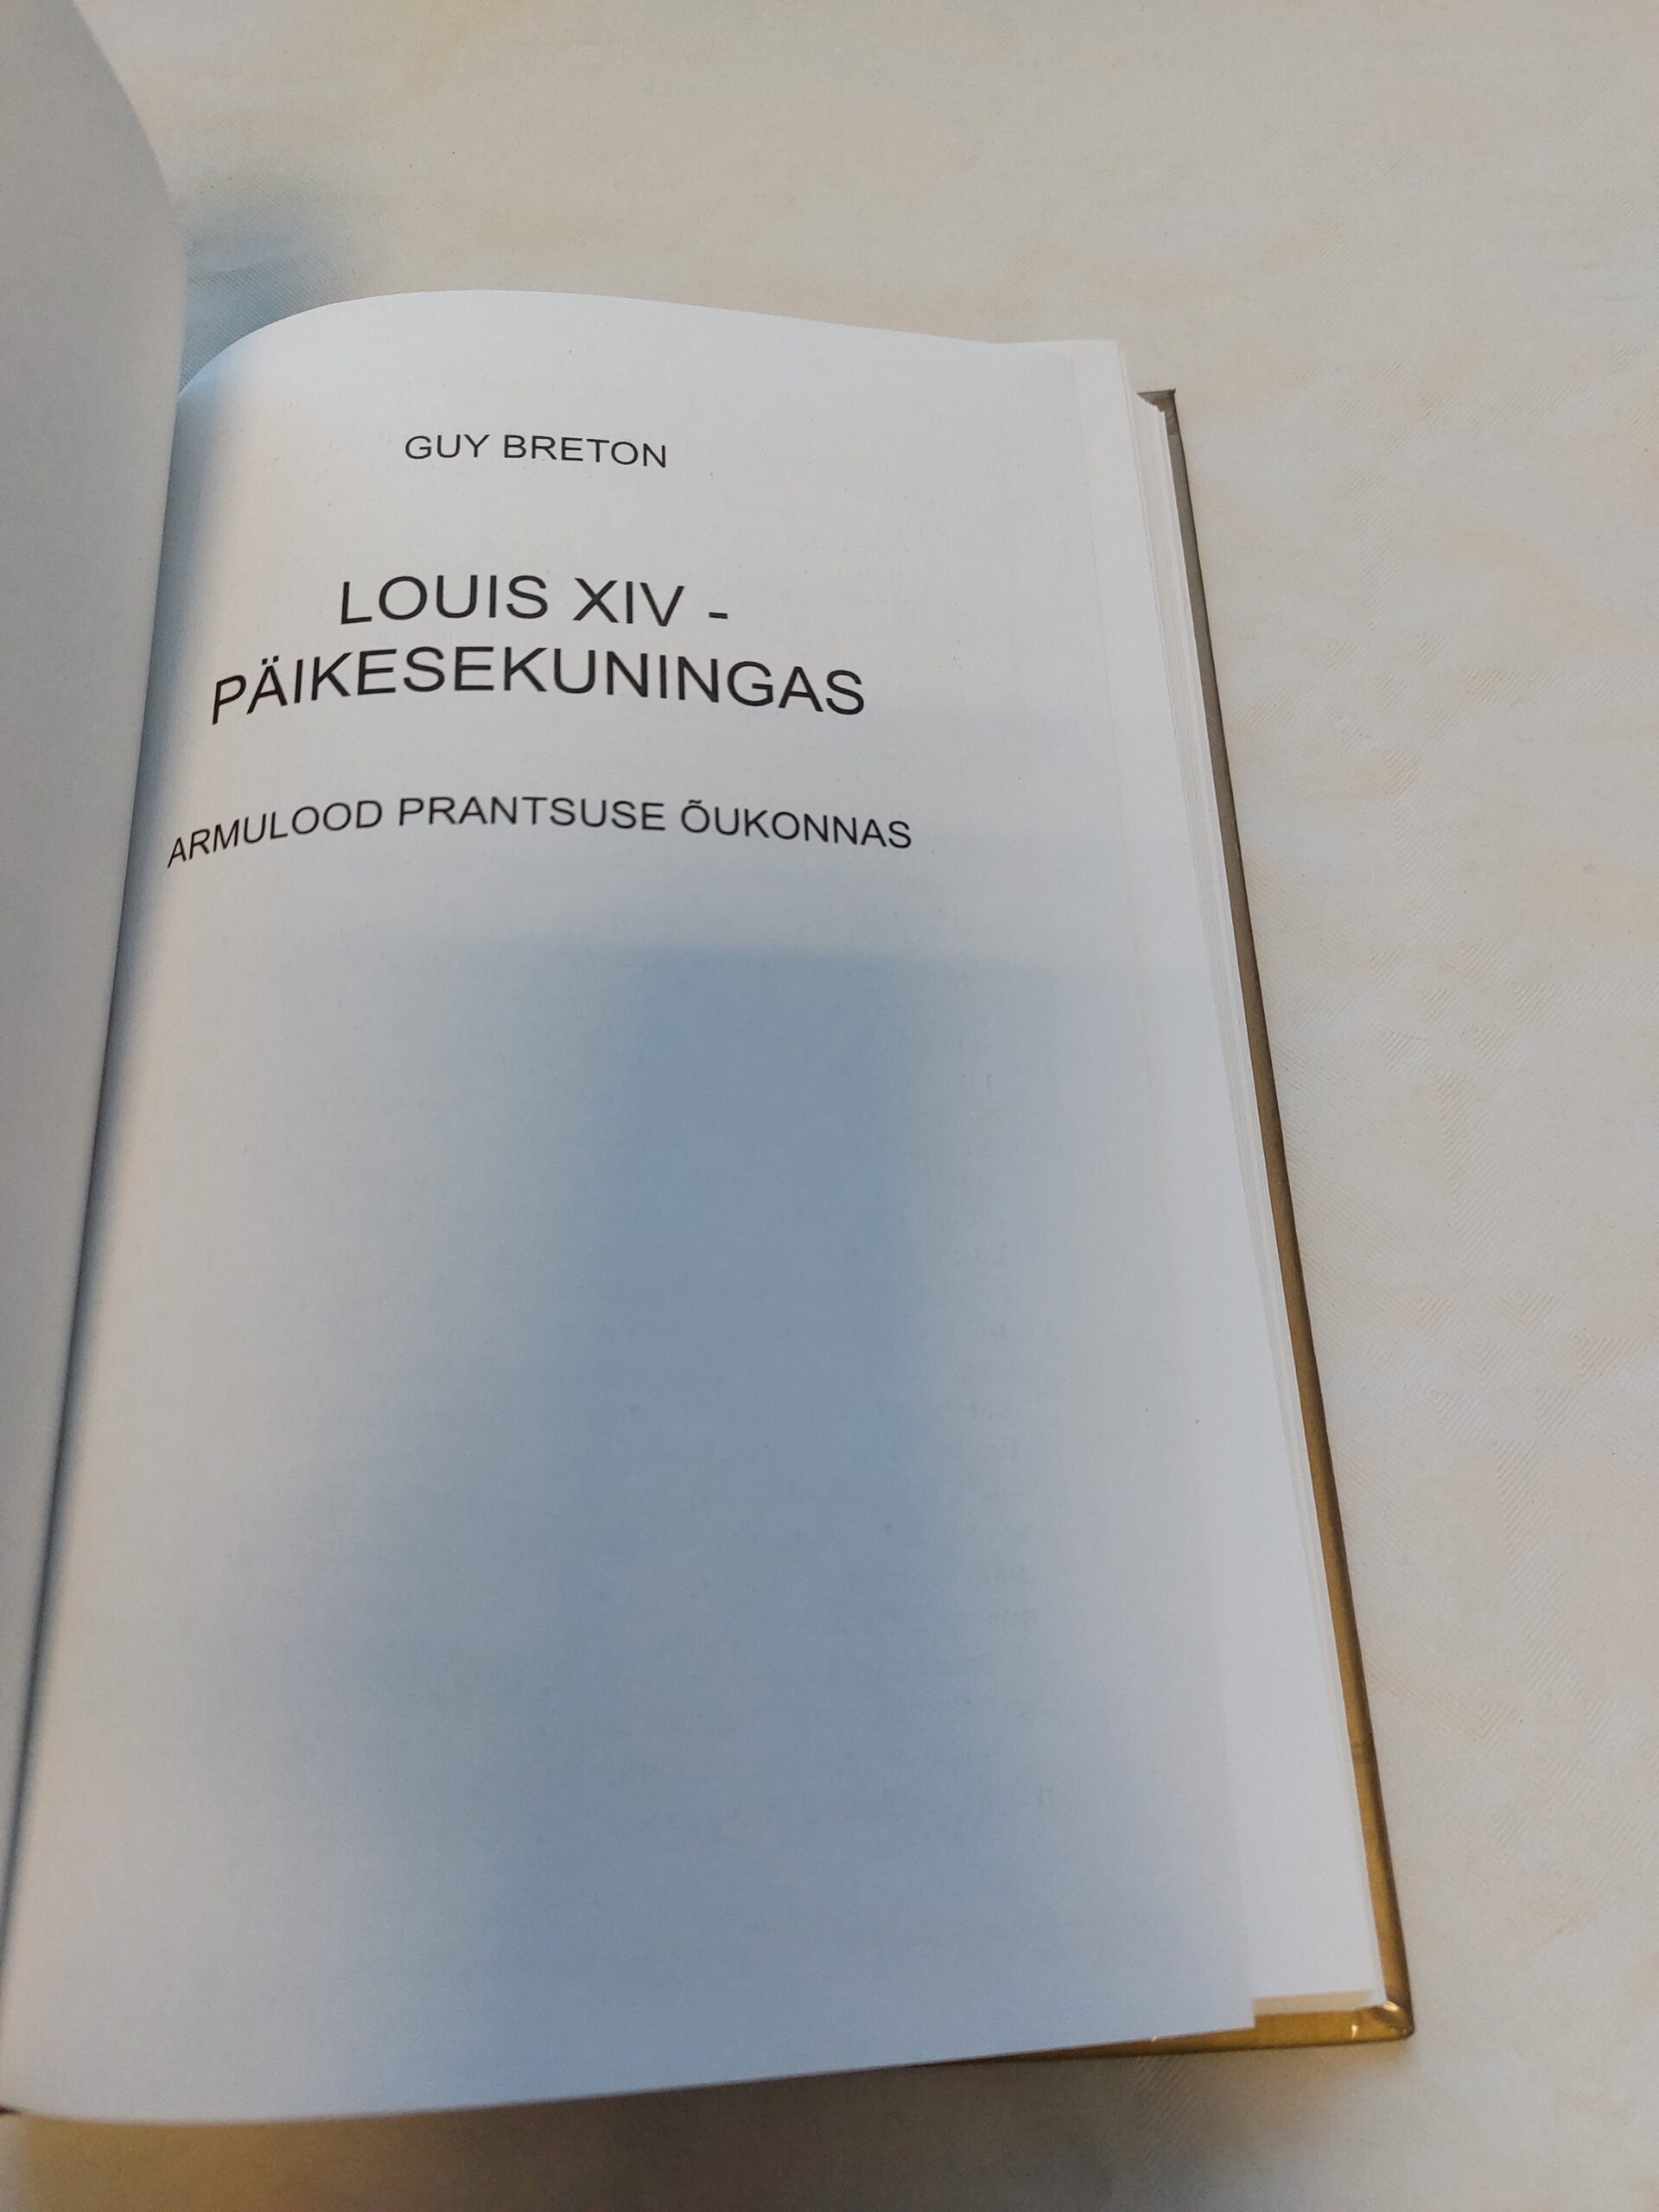 GUY BRETON
LOUIS XIV -
PÄIKESEKUNINGAS
ARMULOOD PRANTSUSE ÕUKONNAS